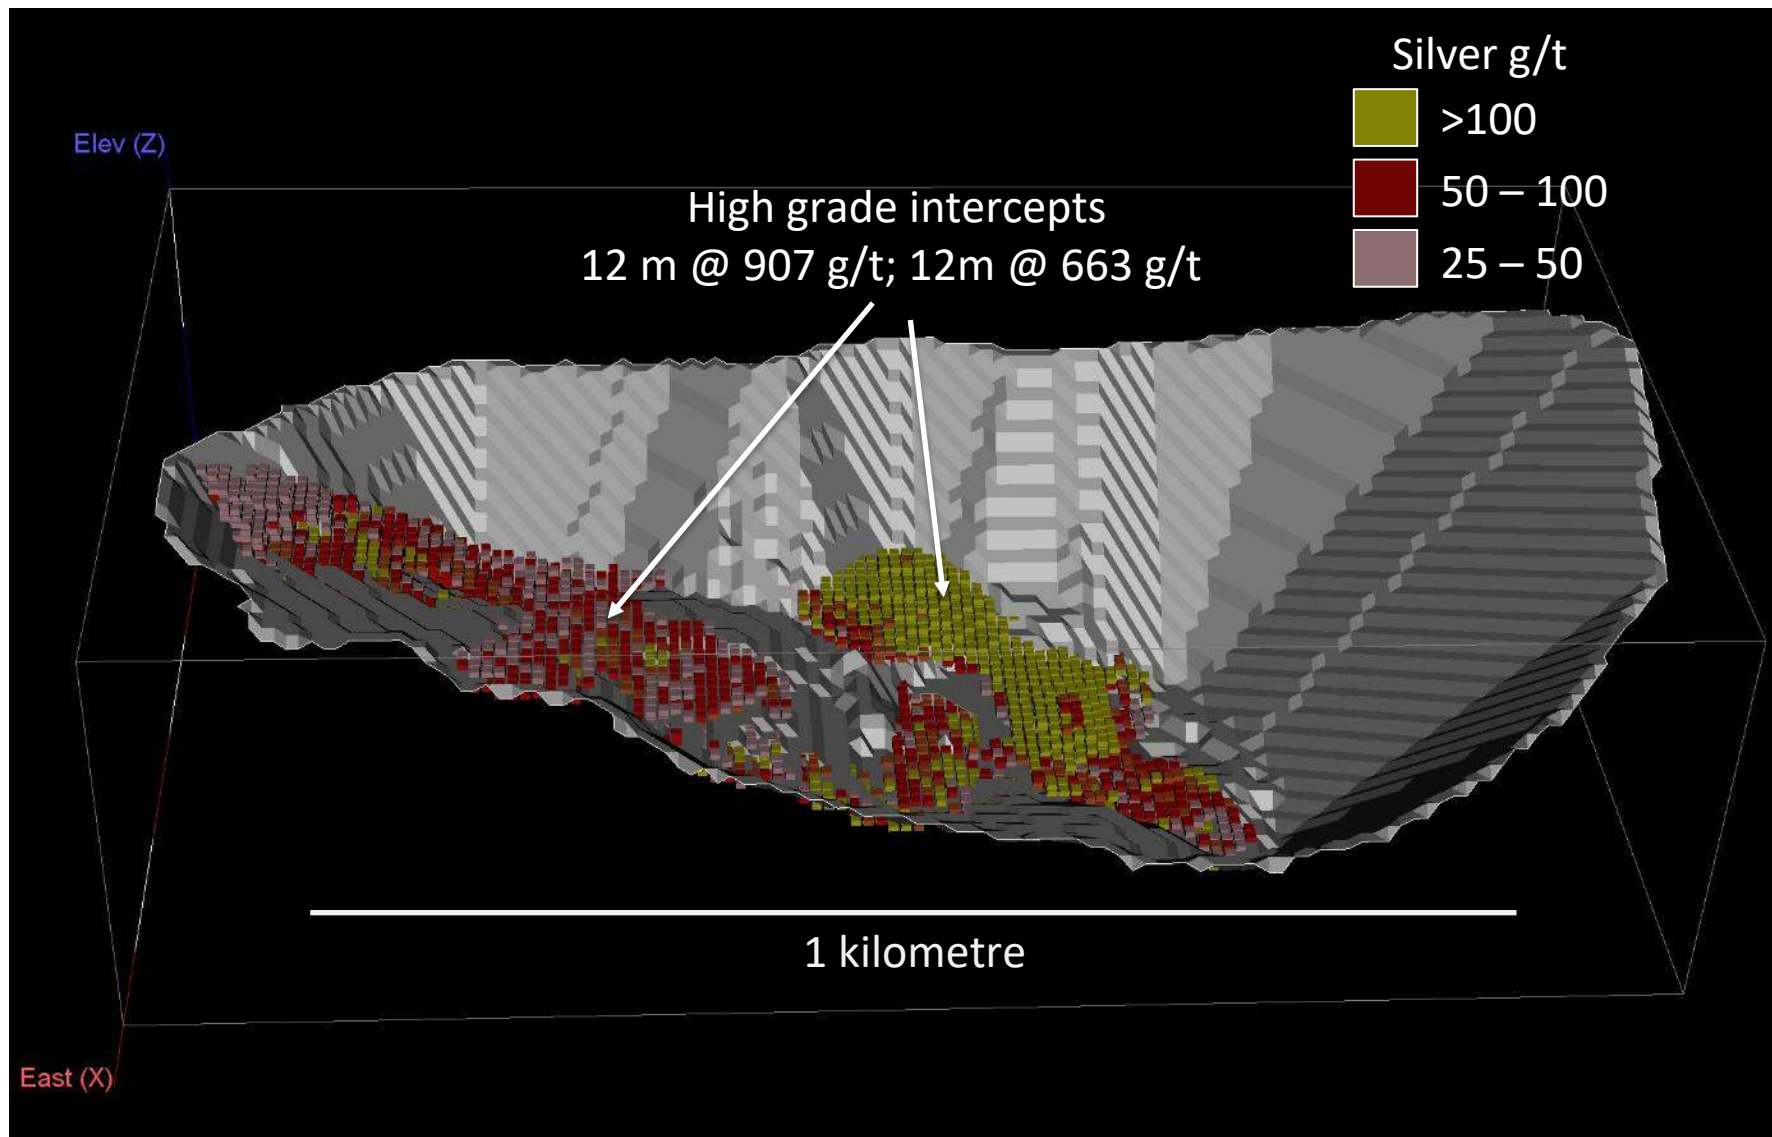 Silver g/t
>100
50 – 100
25 – 50
Elev (Z)
High grade intercepts
12 m @ 907 g/t; 12m @ 663 g/t
1 kilometre
East (X)